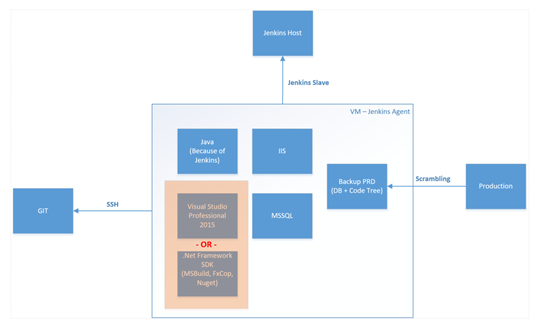 Jenkins Host
Jenkins Slave
VM – Jenkins Agent
Java
(Because of
Jenkins)
IIS
Backup PRD
(DB + Code Tree)
Scrambling
Production
GIT
SSH
Visual Studio
Professional
2015
MSSQL
- OR -
.Net Framework
SDK
(MSBuild, FxCop,
Nuget)